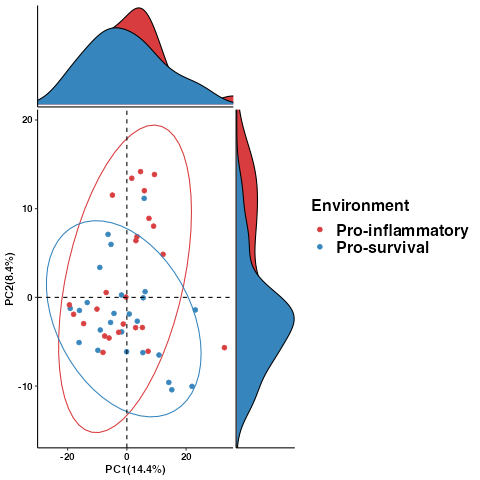 20
10
0
-10
PC2(8.4%)
-20
0
20
PC1(14.4%)
Environment
Pro-inflammatory
Pro-survival